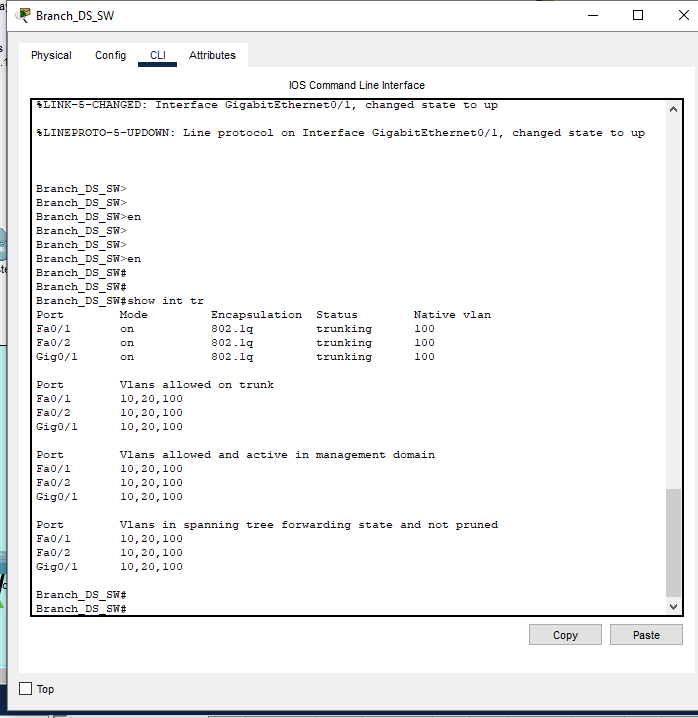 Branch_DS_SW
Physical Config CLI Attributes
IOS Command Line Interface
%LINK-5-CHANGED: Interface GigabitEthernet0/1, changed state to up
%LINEPROTO-5-UPDOWN: Line protocol on Interface GigabitEthernet0/1, changed state to up
Branch_DS_SW>
Branch_DS_SW>
Branch_DS_SW>en
Branch_DS_SW>
Branch_DS_SW>
Branch_DS_SW>en
Branch_DS_SW#
Branch_DS_SW#
Branch_DS_SW#show int tr
Port Mode Encapsulation Status Native vlan
Fa0/1 on 802.1q trunking 100
Fa0/2 on 802.1q trunking 100
Gig0/1 on 802.1q trunking 100
Port Vlans allowed on trunk
Fa0/1 10,20,100
Fa0/2 10,20,100
Gig0/1 10,20,100
Port Vlans allowed and active in management domain
Fa0/1 10,20,100
Fa0/2 10,20,100
Gig0/1 10,20,100
Port Vlans in spanning tree forwarding state and not pruned
Fa0/1 10,20,100
Fa0/2 10,20,100
Gig0/1 10,20,100
Branch_DS_SW#
Branch_DS_SW#
Copy Paste
Top